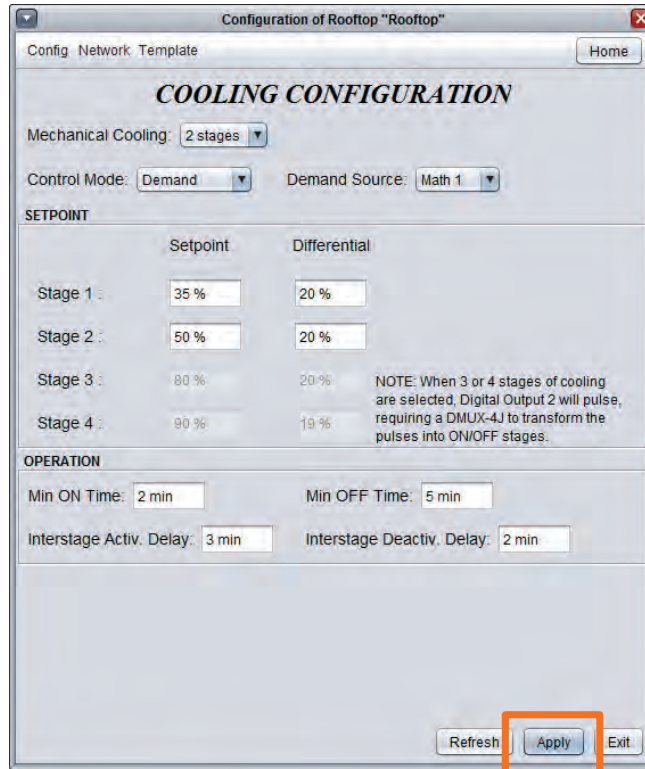 Configuration of Rooftop "Rooftop"
Config Network Template Home
COOLING CONFIGURATION
Mechanical Cooling: 2 stages
Control Mode: Demand Demand Source: Math 1
SETPOINT
Setpoint Differential
Stage 1 : 35 % 20 %
Stage 2 : 50 % 20 %
Stage 3 : 80 % 20 %
Stage 4 : 90 % 19 %
NOTE: When 3 or 4 stages of cooling
are selected, Digital Output 2 will pulse,
requiring a DMUX-4J to transform the
pulses into ON/OFF stages.
OPERATION
Min ON Time: 2 min Min OFF Time: 5 min
Interstage Activ. Delay: 3 min Interstage Deactiv. Delay: 2 min
Refresh Apply Exit